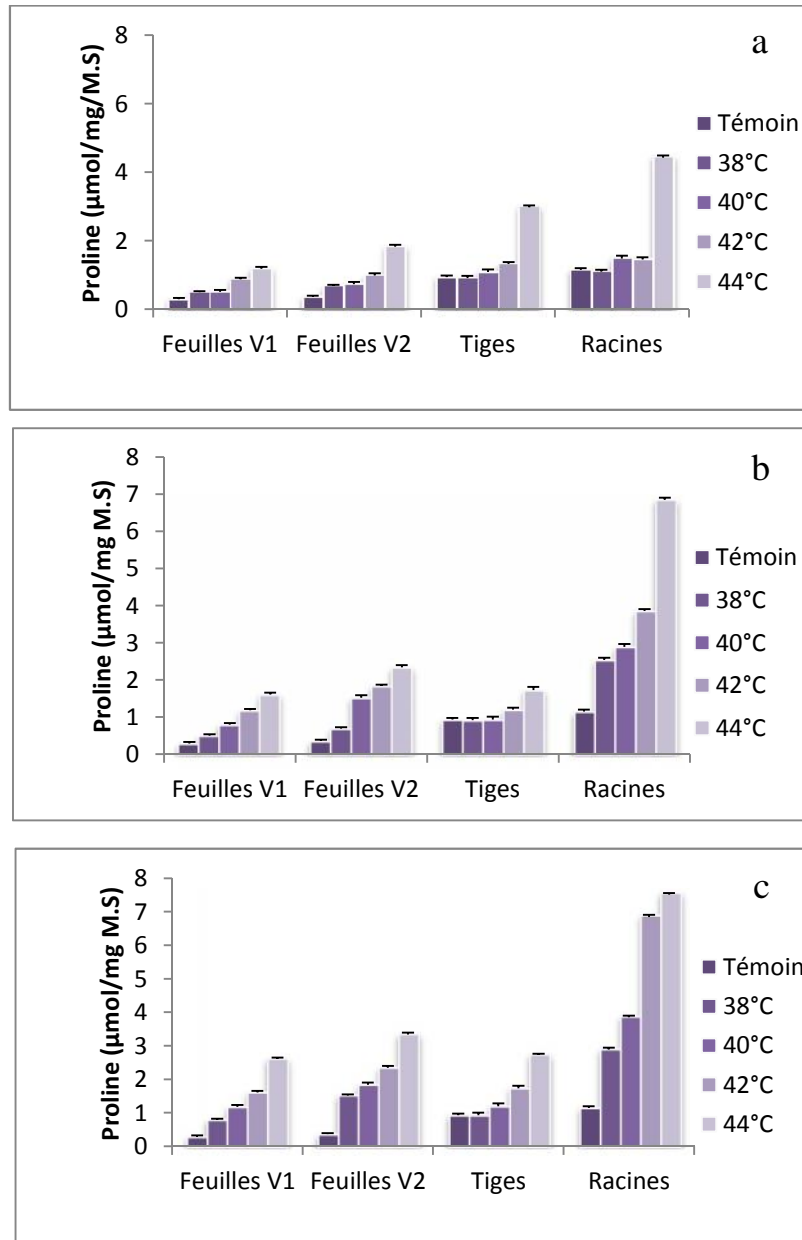 a
Proline (µmol/mg/M.S)
8
6
4
2
0
Feuilles V1 Feuilles V2 Tiges Racines
Témoin
38°C
40°C
42°C
44°C
b
Proline (µmol/mg M.S)
8
7
6
5
4
3
2
1
0
Feuilles V1 Feuilles V2 Tiges Racines
Témoin
38°C
40°C
42°C
44°C
c
Proline (µmol/mg M.S)
8
7
6
5
4
3
2
1
0
Feuilles V1 Feuilles V2 Tiges Racines
Témoin
38°C
40°C
42°C
44°C